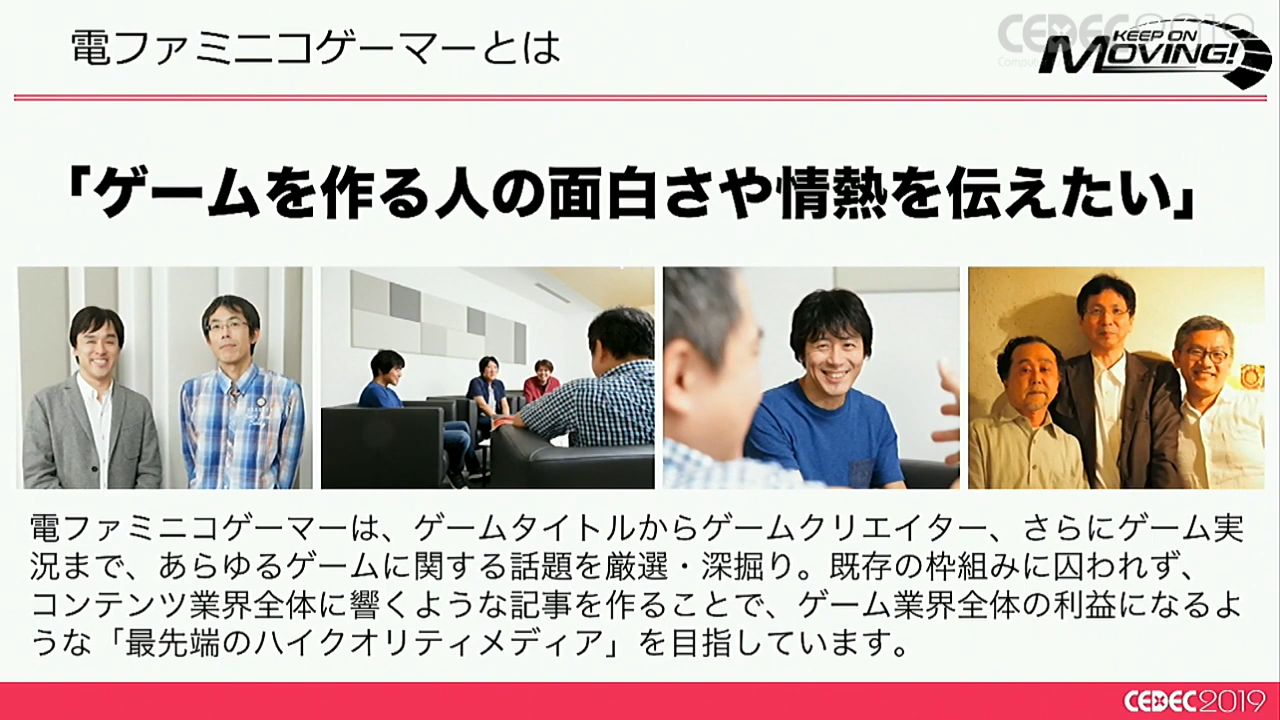 電ファミニコゲーマーとは
CEDEC2019
KEEP ON
MOVING!
「ゲームを作る人の面白さや情熱を伝えたい」
電ファミニコゲーマーは、ゲームタイトルからゲームクリエイター、さらにゲーム実
況まで、あらゆるゲームに関する話題を厳選・深掘り。既存の枠組みに囚われず、
コンテンツ業界全体に響くような記事を作ることで、ゲーム業界全体の利益になるよ
うな「最先端のハイクオリティメディア」を目指しています。
CEDEC2019